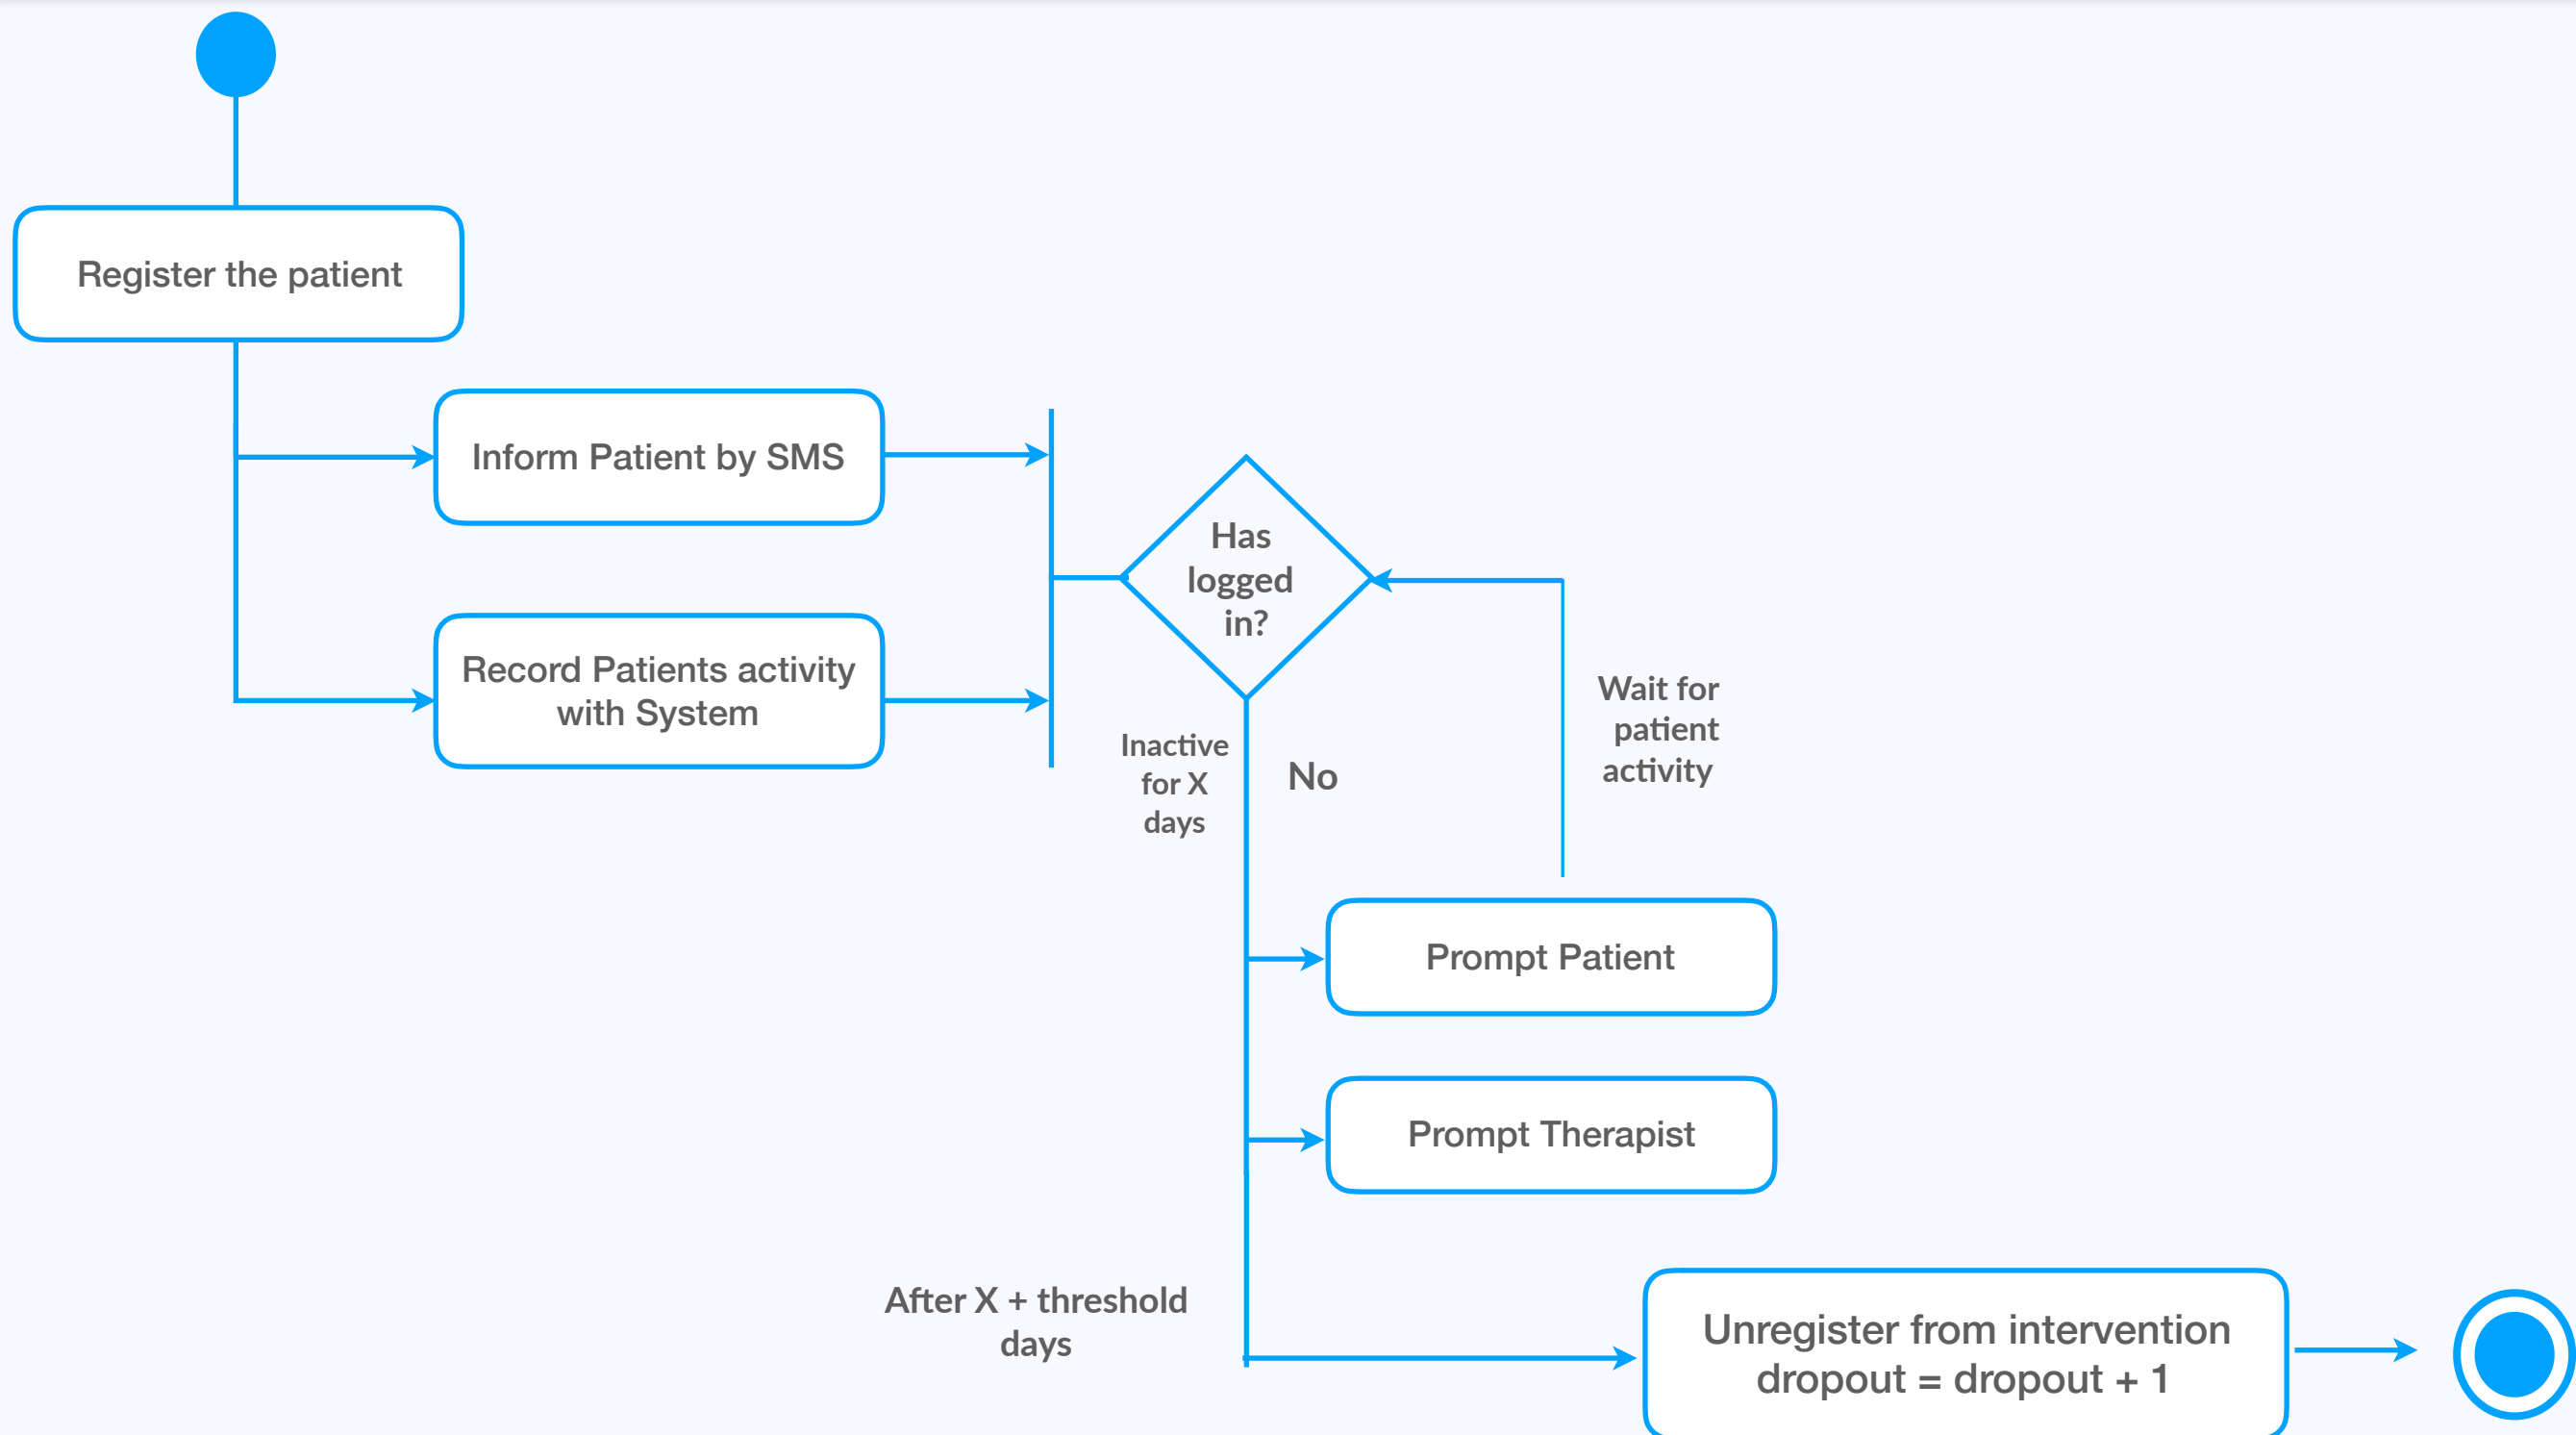 Register the patient
Inform Patient by SMS
Record Patients activity
with System
Has
logged
in?
Inactive
for X
days
No
Wait for
patient
activity
Prompt Patient
Prompt Therapist
After X + threshold
days
Unregister from intervention
dropout = dropout + 1